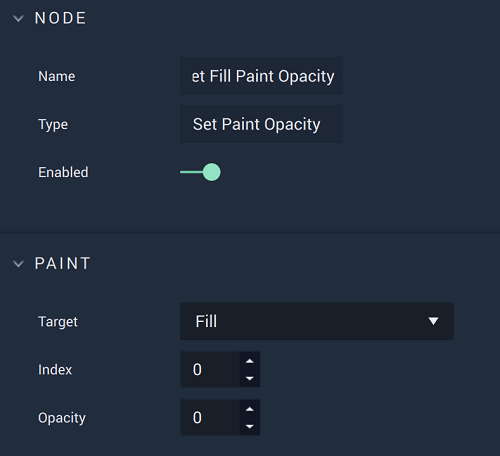 NODE
Name et Fill Paint Opacity
Type Set Paint Opacity
Enabled
PAINT
Target Fill
Index 0
Opacity 0